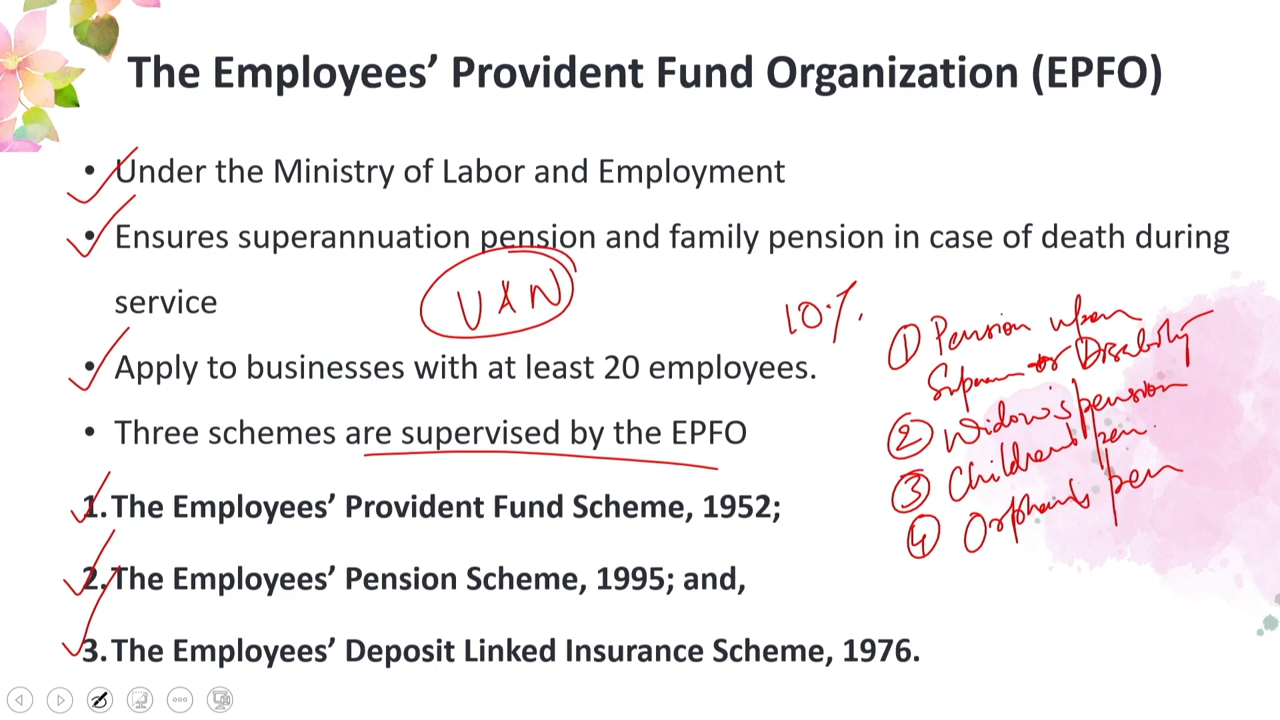 The Employees’ Provident Fund Organization (EPFO)
• Under the Ministry of Labor and Employment
• Ensures superannuation pension and family pension in case of death during
service
UAN
10%
• Apply to businesses with at least 20 employees.
• Three schemes are supervised by the EPFO
1. The Employees’ Provident Fund Scheme, 1952;
2. The Employees’ Pension Scheme, 1995; and,
3. The Employees’ Deposit Linked Insurance Scheme, 1976.
① Pension upon
or Disability
② Widow's pension
③ Children pen.
④ Orphan's pen